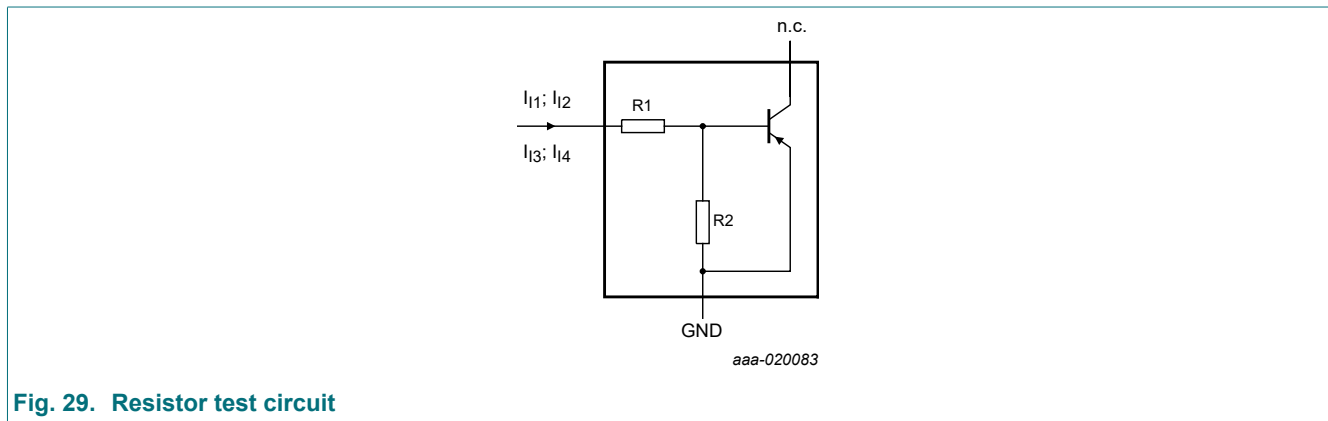 n.c.
I_I1; I_I2
R1
I_I3; I_I4
R2
GND
aaa-020083
Fig. 29. Resistor test circuit